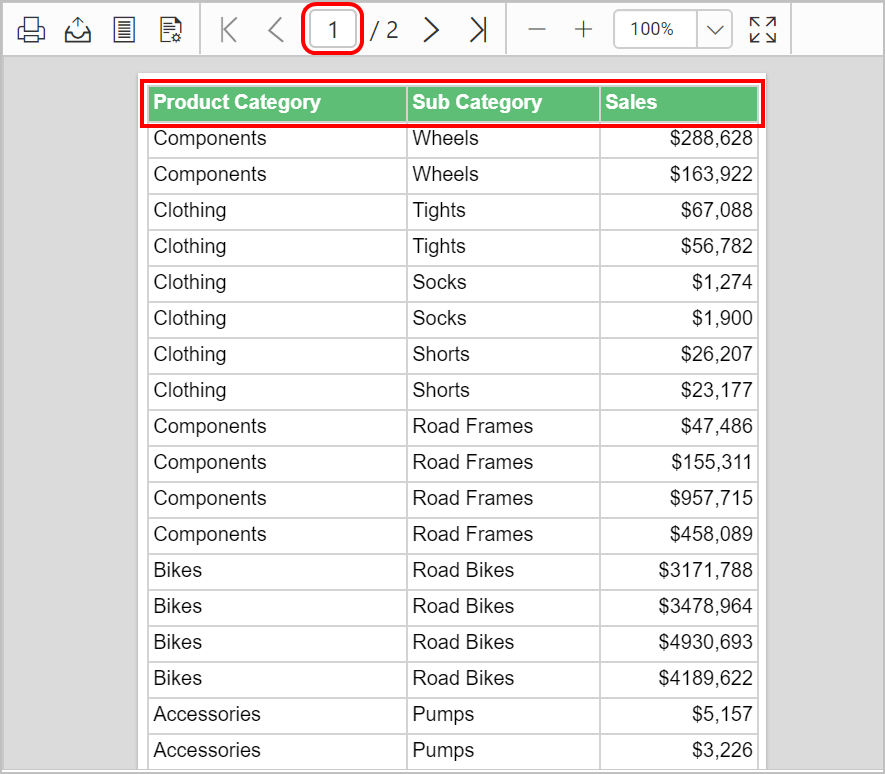 1 / 2 100%
Product Category Sub Category Sales
Components Wheels $288,628
Components Wheels $163,922
Clothing Tights $67,088
Clothing Tights $56,782
Clothing Socks $1,274
Clothing Socks $1,900
Clothing Shorts $26,207
Clothing Shorts $23,177
Components Road Frames $47,486
Components Road Frames $155,311
Components Road Frames $957,715
Components Road Frames $458,089
Bikes Road Bikes $3171,788
Bikes Road Bikes $3478,964
Bikes Road Bikes $4930,693
Bikes Road Bikes $4189,622
Accessories Pumps $5,157
Accessories Pumps $3,226